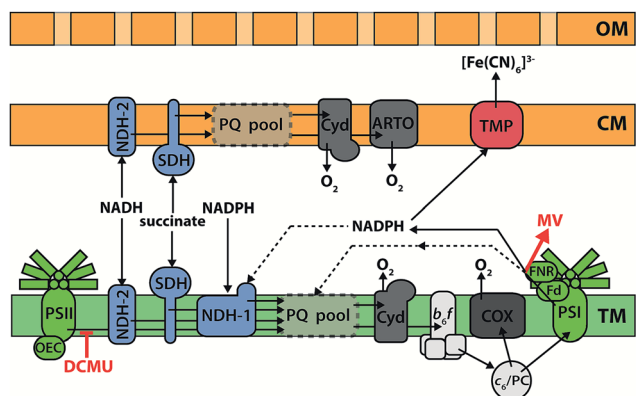 OM
[Fe(CN)₆]³⁻
NDH-2
SDH
PQ pool
Cyd
ARTO
TMP
CM
O₂
O₂
NADH
succinate
NADPH
NADPH
MV
PSII
OEC
DCMU
NDH-2
SDH
NDH-1
PQ pool
O₂
Cyd
b₆f
O₂
COX
c₆/PC
FNR
Fd
PSI
TM